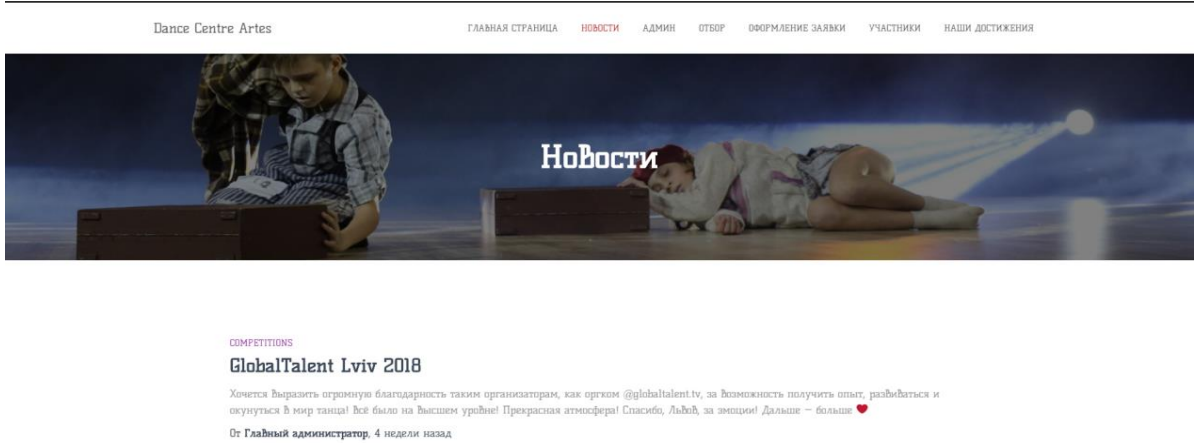 Dance Centre Artes
ГЛАВНАЯ СТРАНИЦА НОВОСТИ АДМИН ОТБОР ОФОРМЛЕНИЕ ЗАЯВКИ УЧАСТНИКИ НАШИ ДОСТИЖЕНИЯ
Новости
COMPETITIONS
GlobalTalent Lviv 2018
Хочется выразить огромную благодарность таким организаторам, как оргком @globaltalent.tv, за возможность получить опыт, развиваться и
окунуться в мир танца! Всё было на высшем уровне! Прекрасная атмосфера! Спасибо, Львов, за эмоции! Дальше — больше ❤
От Главный администратор, 4 недели назад